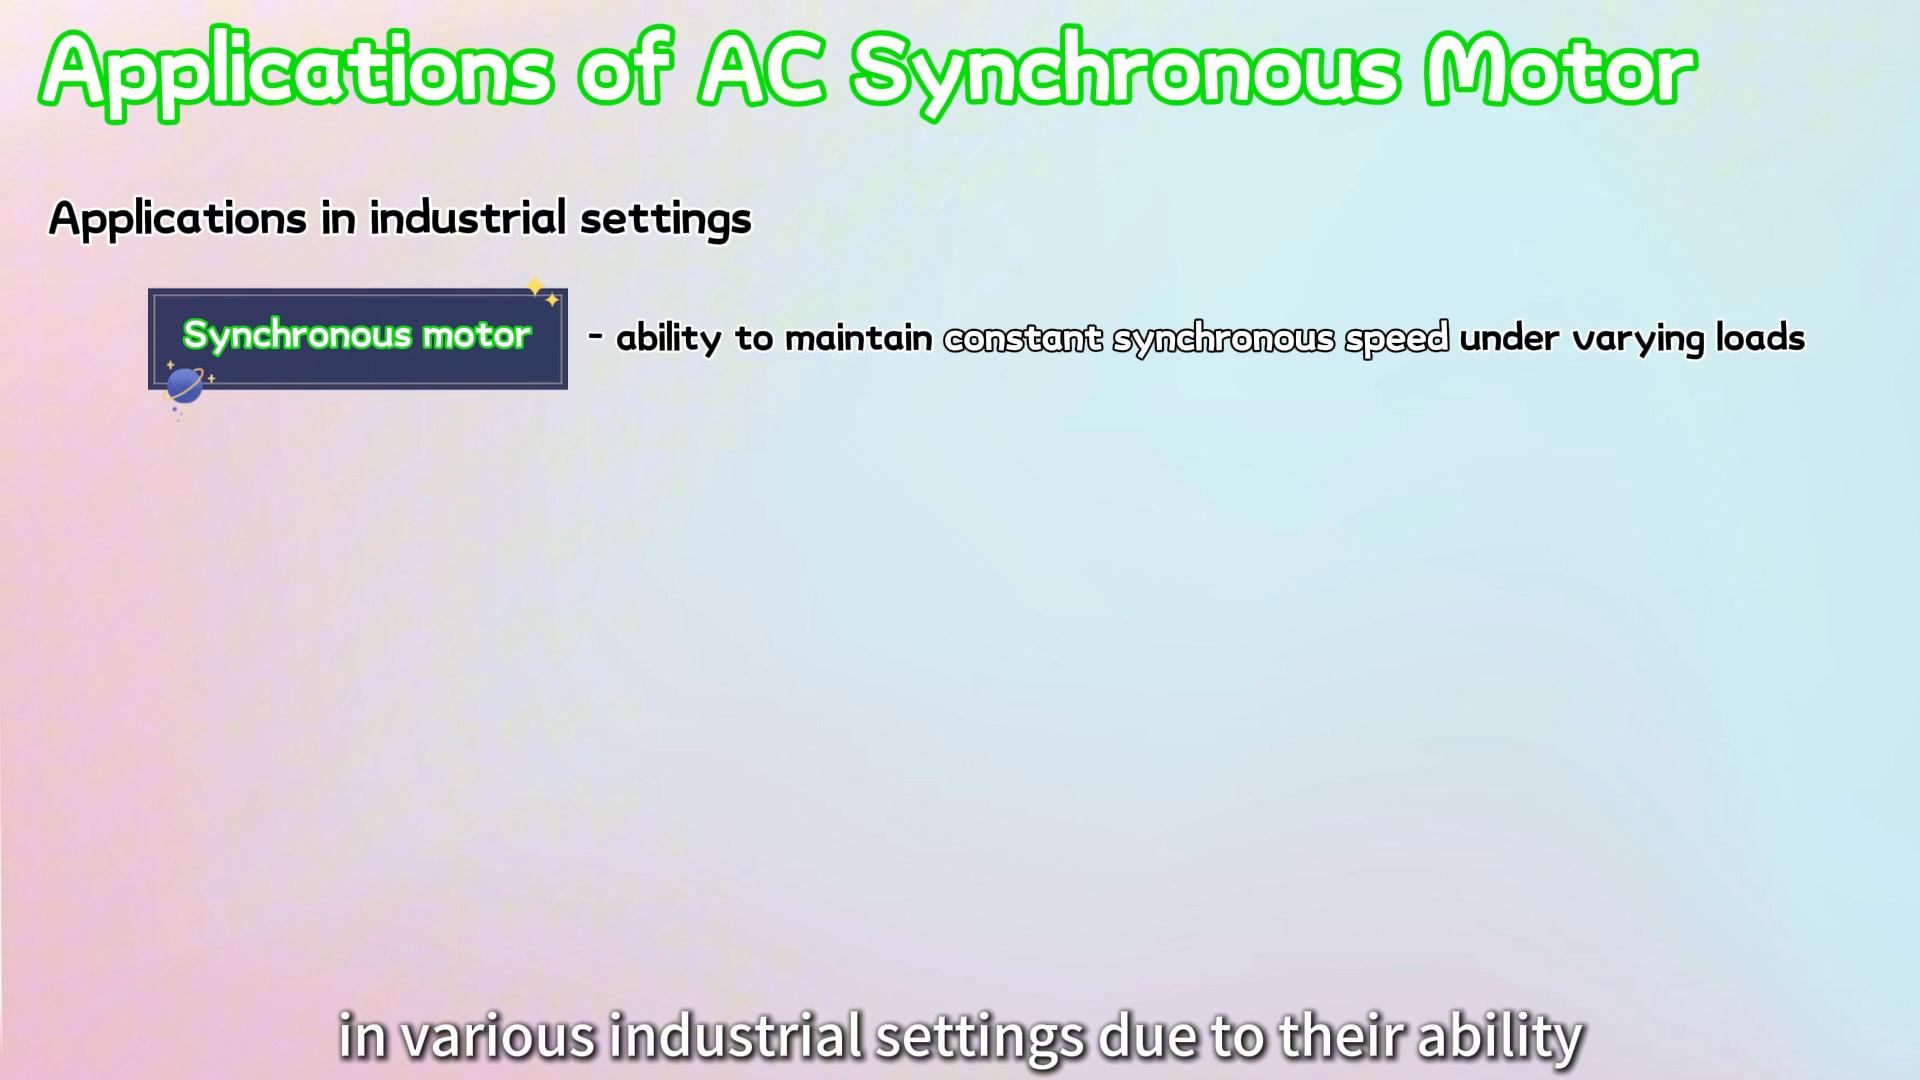 Applications of AC Synchronous Motor
Applications in industrial settings
Synchronous motor - ability to maintain constant synchronous speed under varying loads
in various industrial settings due to their ability